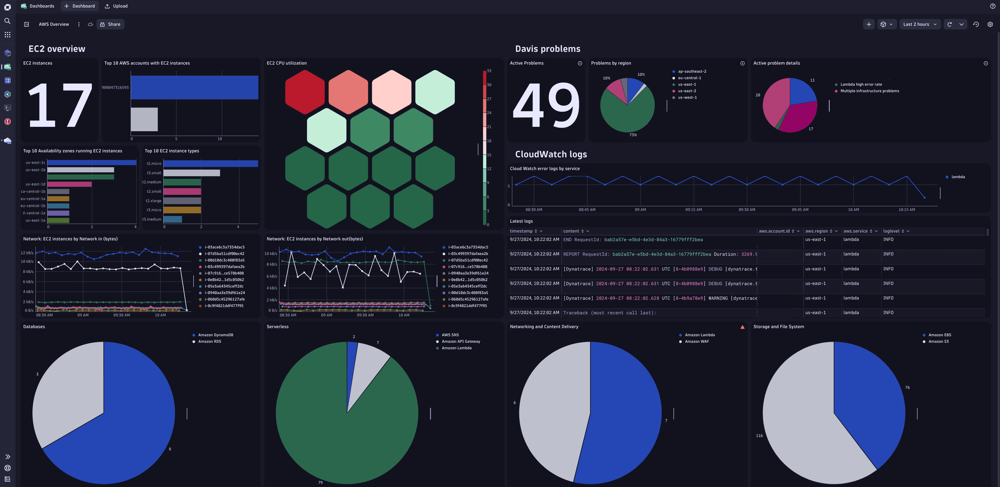 Dashboards
Dashboard
Upload
AWS Overview
Share
Last 2 hours
EC2 overview
EC2 instances
17
Top 10 AWS accounts with EC2 instances
908047316593
0 5 10
Top 10 Availability zones running EC2 instances
us-east-1c
us-east-1b
us-east-1d
ca-central-1b
eu-central-1a
eu-central-1b
il-central-1a
us-east-1a
0 2 4
Top 10 EC2 instance types
t2.micro
t3.small
t2.medium
t2.small
t2.xlarge
t3.micro
t3.medium
0 2 4
EC2 CPU utilization
33
30
27
24
21
18
15
12
9
6
3
0
Network: EC2 instances by Network in (bytes)
12 kB/s
10 kB/s
8 kB/s
6 kB/s
4 kB/s
2 kB/s
0 B/s
08:30 AM 09 AM 09:30 AM 10 AM
i-03ace6c3a7354dac5
i-07d5ba51cdf00ec42
i-00d10dc3c408f83a5
i-03c499397dafaea2b
i-07c916...ce578b408
i-0e8b42...1d5c050b2
i-05e3a64345ceff2dc
i-0940aa3e39df61e24
i-060d5c45296127afe
i-0c9f4821ddf477f95
Network: EC2 instances by Network out(bytes)
10 kB/s
8 kB/s
6 kB/s
4 kB/s
2 kB/s
0 B/s
08:30 AM 09 AM 09:30 AM 10 AM
i-03ace6c3a7354dac5
i-03c499397dafaea2b
i-07d5ba51cdf00ec42
i-07c916...ce578b408
i-0940aa3e39df61e24
i-0e8b42...1d5c050b2
i-05e3a64345ceff2dc
i-00d10dc3c408f83a5
i-060d5c45296127afe
i-0c9f4821ddf477f95
Davis problems
Active Problems
49
Problems by region
10%
10%
73%
ap-southeast-2
eu-central-1
us-east-1
us-east-2
us-west-1
Active problem details
11
20
17
Lambda high error rate
Multiple infrastructure problems
CloudWatch logs
Cloud Watch error logs by service
5
0
08:30 AM 08:45 AM 09 AM 09:15 AM 09:30 AM 09:45 AM 10 AM 10:15 AM
lambda
Latest logs
timestamp content aws.account.id aws.region aws.service loglevel
9/27/2024, 10:22:02 AM END RequestId: bab2a57e-e5bd-4e3d-84a3-16779fff2bea us-east-1 lambda INFO
9/27/2024, 10:22:02 AM REPORT RequestId: bab2a57e-e5bd-4e3d-84a3-16779fff2bea Duration: 3269.9 us-east-1 lambda INFO
9/27/2024, 10:22:02 AM [Dynatrace] 2024-09-27 08:22:02.631 UTC [8-4b0988e9] DEBUG [dynatrace.t us-east-1 lambda INFO
9/27/2024, 10:22:02 AM [Dynatrace] 2024-09-27 08:22:02.631 UTC [8-4b0988e9] DEBUG [dynatrace.t us-east-1 lambda INFO
9/27/2024, 10:22:02 AM [Dynatrace] 2024-09-27 08:22:02.628 UTC [8-4b9a78e9] WARNING [dynatrace us-east-1 lambda INFO
9/27/2024, 10:22:02 AM Traceback (most recent call last): us-east-1 lambda INFO
Databases
3
6
Amazon DynamoDB
Amazon RDS
Serverless
2
7
79
AWS SNS
Amazon API Gateway
Amazon Lambda
Networking and Content Delivery
6
7
Amazon Lambda
Amazon WAF
Storage and File System
76
116
Amazon EBS
Amazon S3
NEW